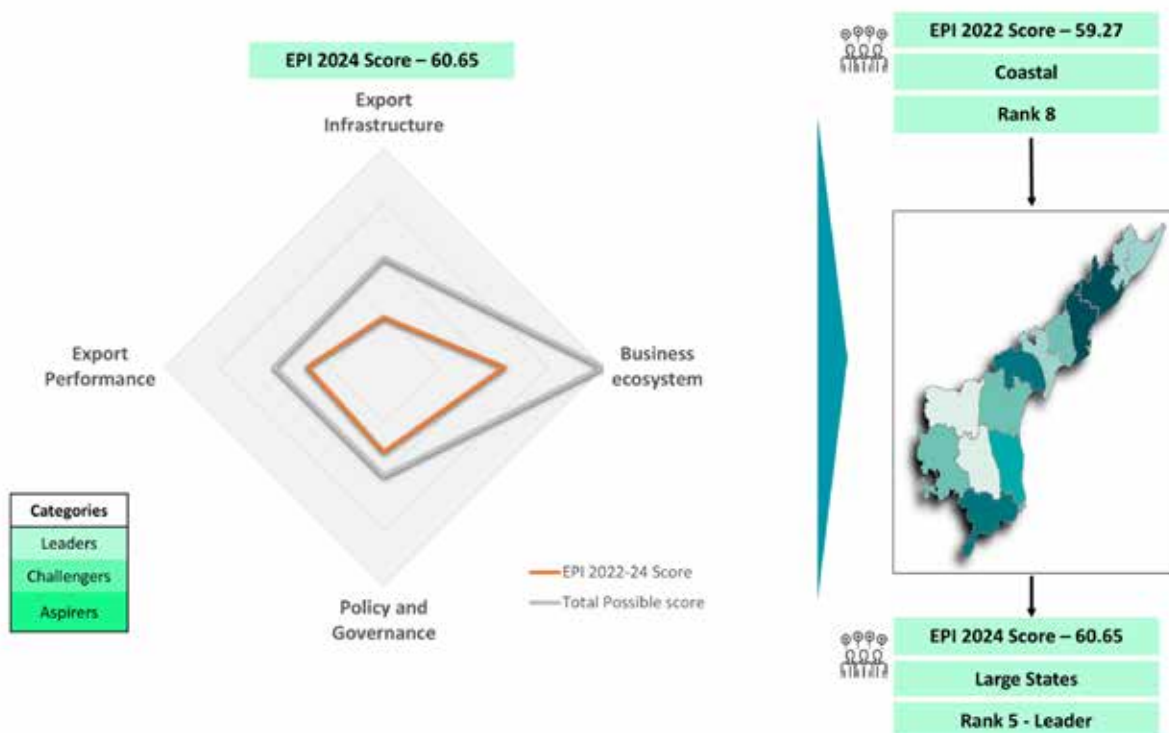 EPI 2024 Score – 60.65
Export
Infrastructure
Export
Performance
Business
ecosystem
Policy and
Governance
EPI 2022-24 Score
Total Possible score
Categories
Leaders
Challengers
Aspirers
EPI 2022 Score – 59.27
Coastal
Rank 8
EPI 2024 Score – 60.65
Large States
Rank 5 - Leader